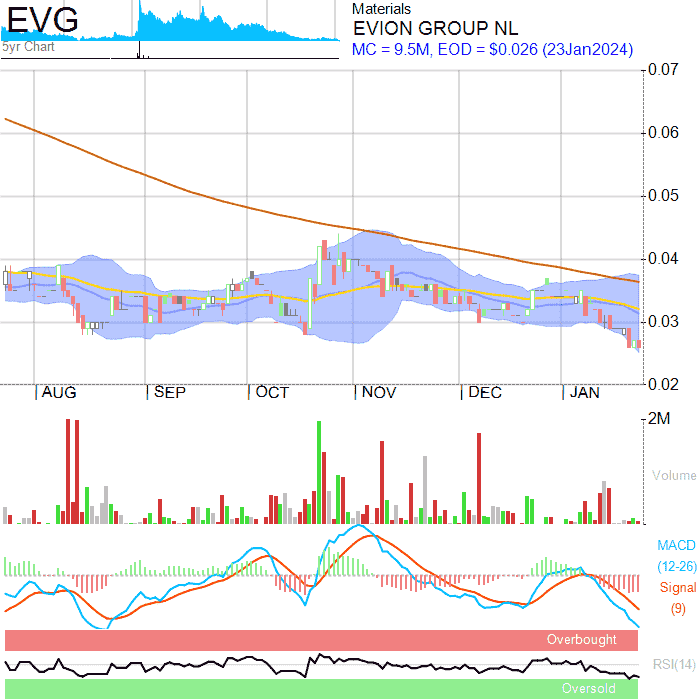 EVG
5yr Chart
Materials
EVION GROUP NL
MC = 9.5M, EOD = $0.026 (23Jan2024)
0.07
0.06
0.05
0.04
0.03
0.02
AUG SEP OCT NOV DEC JAN
2M
Volume
MACD
(12-26)
Signal
(9)
Overbought
RSI(14)
Oversold